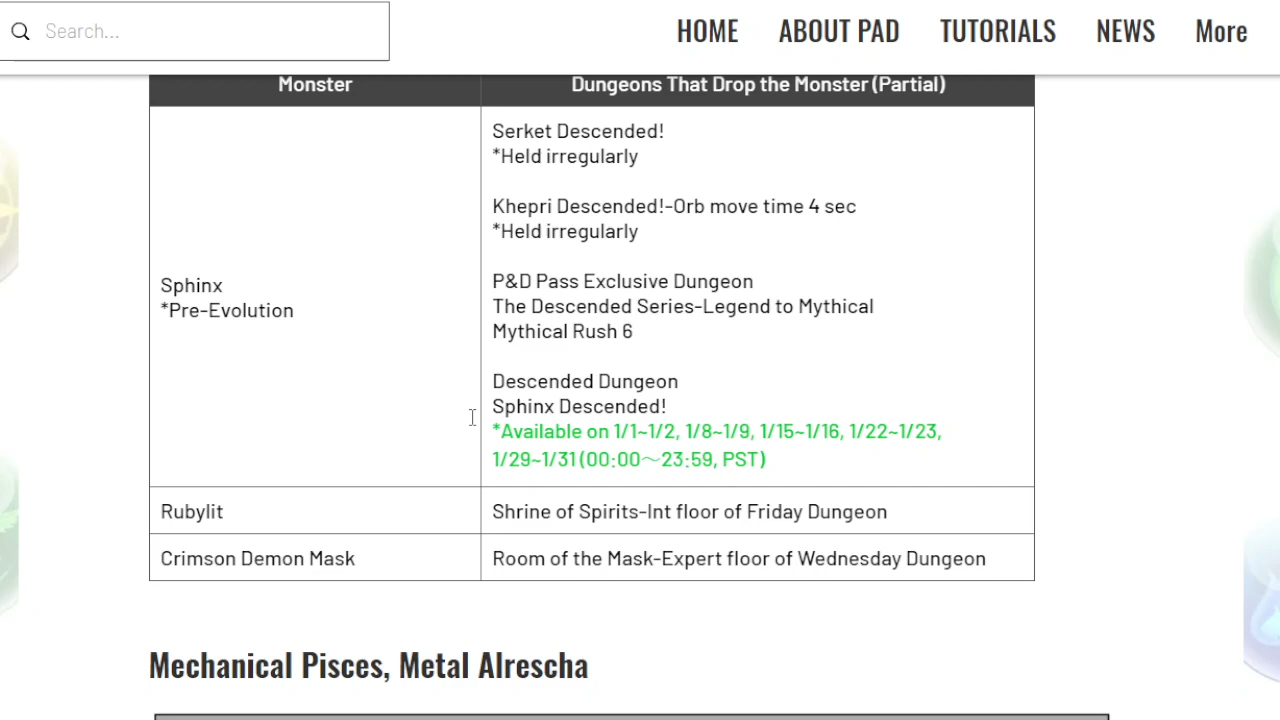 Search...
HOME ABOUT PAD TUTORIALS NEWS More
Monster Dungeons That Drop the Monster (Partial)
Serket Descended!
*Held irregularly
Khepri Descended!-Orb move time 4 sec
*Held irregularly
Sphinx
*Pre-Evolution
P&D Pass Exclusive Dungeon
The Descended Series-Legend to Mythical
Mythical Rush 6
Descended Dungeon
Sphinx Descended!
*Available on 1/1~1/2, 1/8~1/9, 1/15~1/16, 1/22~1/23,
1/29~1/31 (00:00～23:59, PST)
Rubylit Shrine of Spirits-Int floor of Friday Dungeon
Crimson Demon Mask Room of the Mask-Expert floor of Wednesday Dungeon
Mechanical Pisces, Metal Alrescha